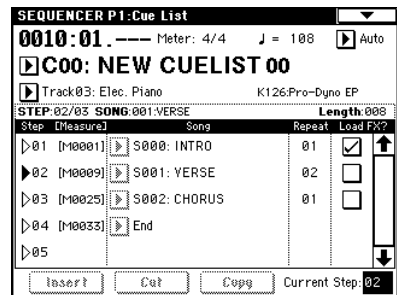 SEQUENCER P1:Cue List
0010:01.--- Meter: 4/4 ♩= 108 Auto
C00: NEW CUELIST 00
Track03: Elec. Piano K126:Pro-Dyno EP
STEP:02/03 SONG:001:VERSE Length:008
Step [Measure] Song Repeat Load FX?
01 [M0001] S000: INTRO 01
02 [M0009] S001: VERSE 02
03 [M0025] S002: CHORUS 01
04 [M0033] End
05
Insert Cut Copy Current Step:02